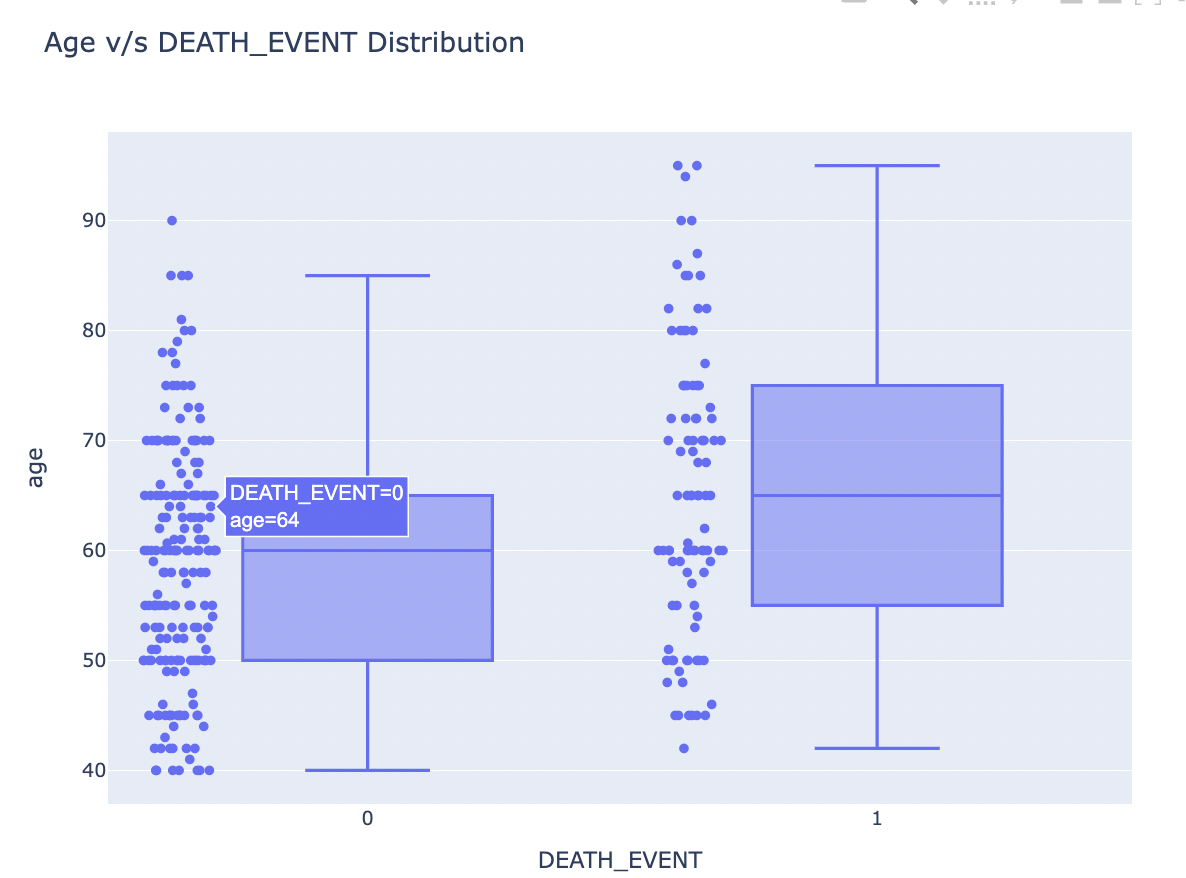 Age v/s DEATH_EVENT Distribution
90
80
70
60
50
40
age
DEATH_EVENT=0
age=64
0
1
DEATH_EVENT